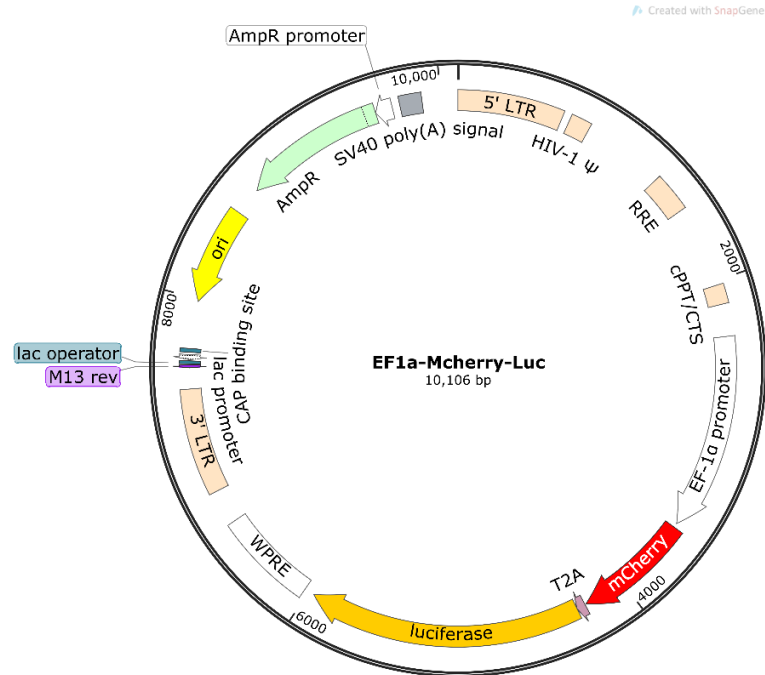 Created with SnapGene
AmpR promoter
10,000
5' LTR
HIV-1 Ψ
SV40 poly(A) signal
AmpR
RRE
ori
2000
cPPT/CTS
8000
CAP binding site
lac operator
lac promoter
M13 rev
EF1a-Mcherry-Luc
10,106 bp
EF-1α promoter
3' LTR
WPRE
mCherry
T2A
4000
6000
luciferase